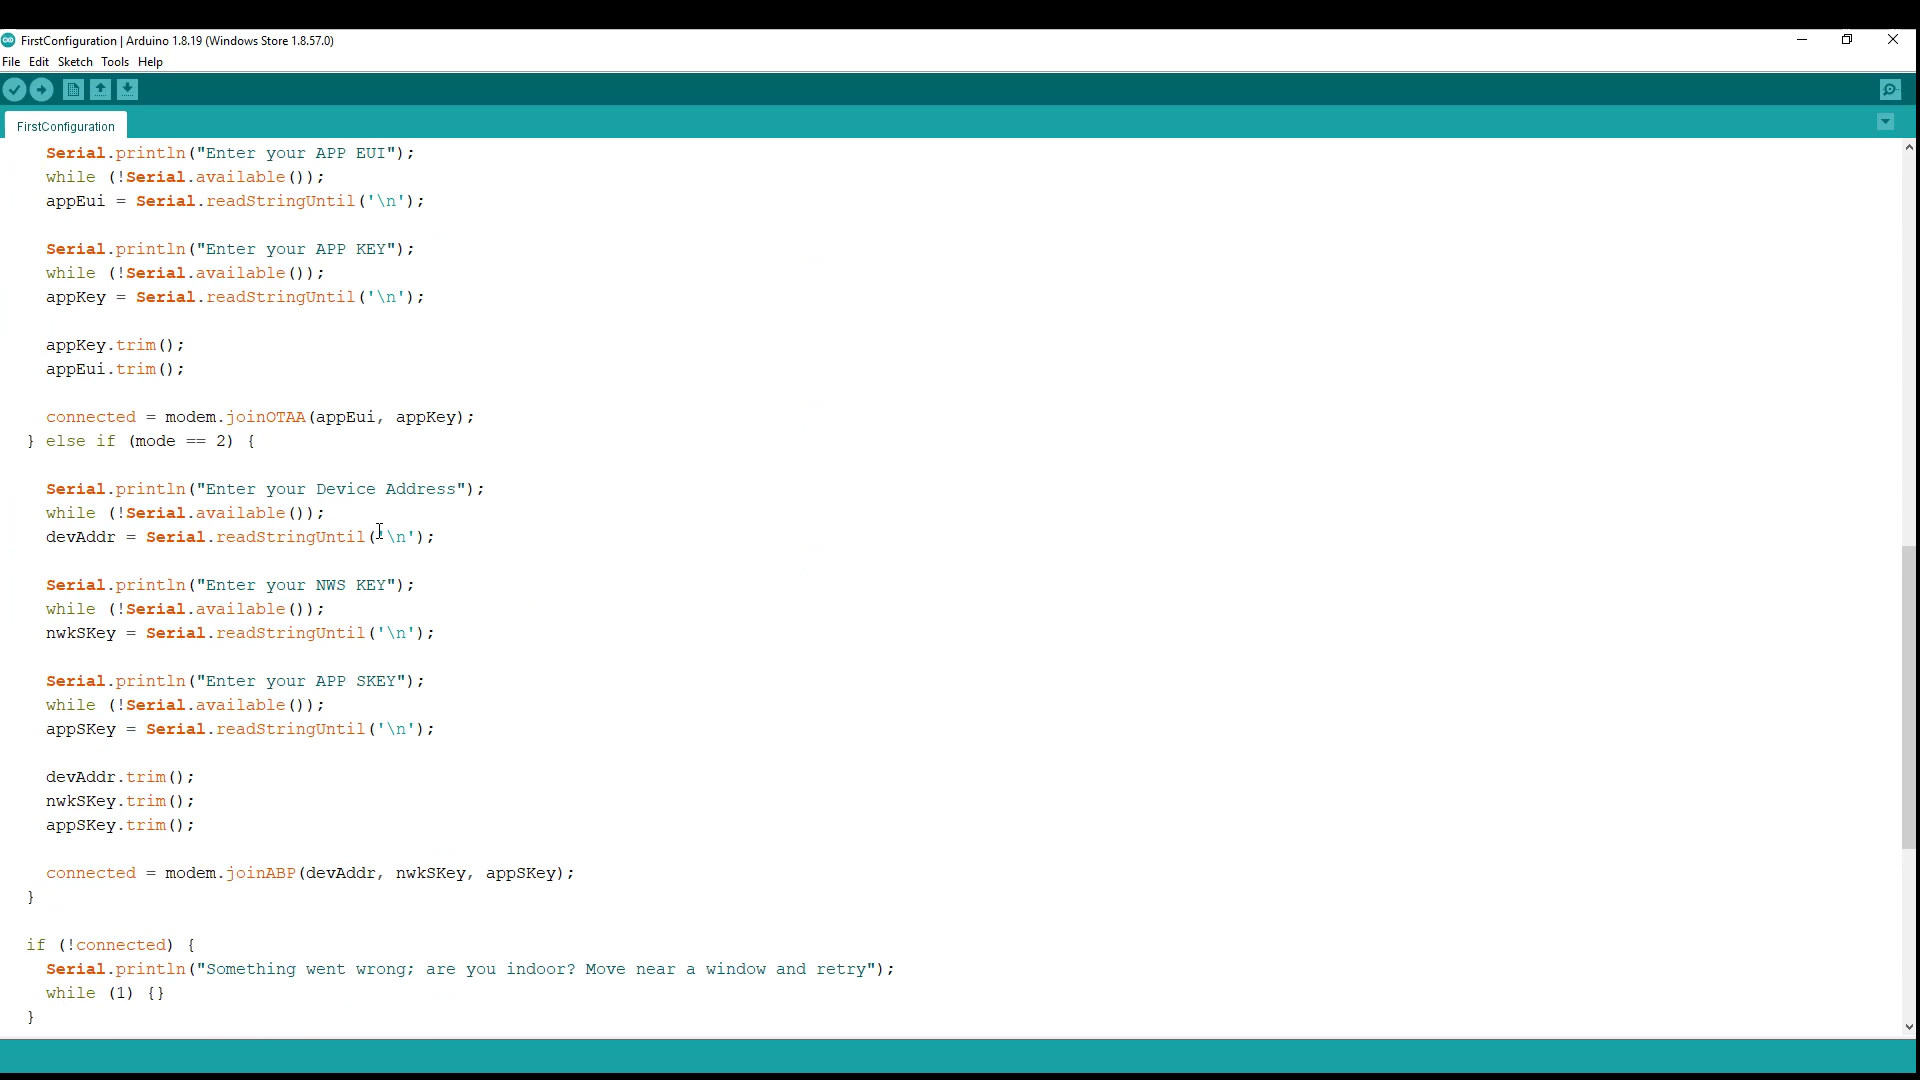 FirstConfiguration | Arduino 1.8.19 (Windows Store 1.8.57.0)
File Edit Sketch Tools Help
FirstConfiguration
Serial.println("Enter your APP EUI");
while (!Serial.available());
appEui = Serial.readStringUntil('\n');
Serial.println("Enter your APP KEY");
while (!Serial.available());
appKey = Serial.readStringUntil('\n');
appKey.trim();
appEui.trim();
connected = modem.joinOTAA(appEui, appKey);
} else if (mode == 2) {
Serial.println("Enter your Device Address");
while (!Serial.available());
devAddr = Serial.readStringUntil('\n');
Serial.println("Enter your NWS KEY");
while (!Serial.available());
nwkSKey = Serial.readStringUntil('\n');
Serial.println("Enter your APP SKEY");
while (!Serial.available());
appSKey = Serial.readStringUntil('\n');
devAddr.trim();
nwkSKey.trim();
appSKey.trim();
connected = modem.joinABP(devAddr, nwkSKey, appSKey);
}
if (!connected) {
Serial.println("Something went wrong; are you indoor? Move near a window and retry");
while (1) {}
}